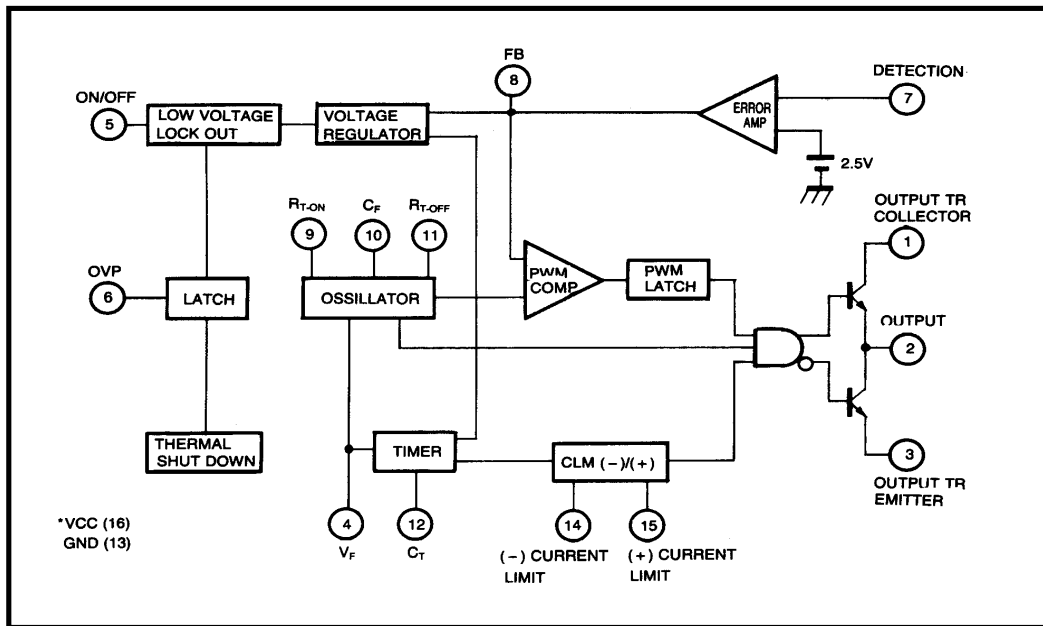 FB
8
DETECTION
7
ON/OFF
5
LOW VOLTAGE
LOCK OUT
VOLTAGE
REGULATOR
ERROR
AMP
2.5V
RT-ON
9
CF
10
RT-OFF
11
OUTPUT TR
COLLECTOR
1
OVP
6
LATCH
OSSILLATOR
PWM
COMP
PWM
LATCH
OUTPUT
2
THERMAL
SHUT DOWN
TIMER
CLM (−)/(+)
3
OUTPUT TR
EMITTER
*VCC (16)
GND (13)
4
VF
12
CT
14
(−) CURRENT
LIMIT
15
(+) CURRENT
LIMIT